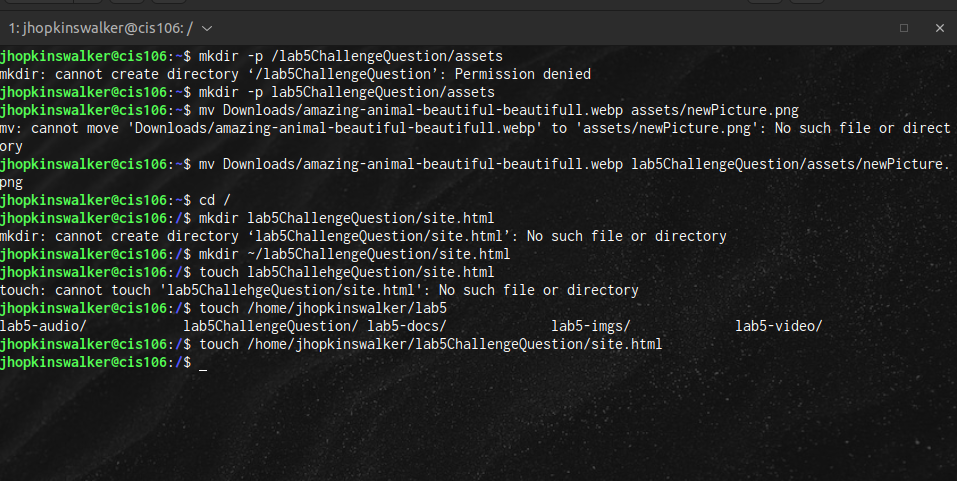 1: jhopkinswalker@cis106: /
jhopkinswalker@cis106:~$ mkdir -p /lab5ChallengeQuestion/assets
mkdir: cannot create directory ‘/lab5ChallengeQuestion’: Permission denied
jhopkinswalker@cis106:~$ mkdir -p lab5ChallengeQuestion/assets
jhopkinswalker@cis106:~$ mv Downloads/amazing-animal-beautiful-beautifull.webp assets/newPicture.png
mv: cannot move 'Downloads/amazing-animal-beautiful-beautifull.webp' to 'assets/newPicture.png': No such file or direct
ory
jhopkinswalker@cis106:~$ mv Downloads/amazing-animal-beautiful-beautifull.webp lab5ChallengeQuestion/assets/newPicture.
png
jhopkinswalker@cis106:~$ cd /
jhopkinswalker@cis106:/$ mkdir lab5ChallengeQuestion/site.html
mkdir: cannot create directory ‘lab5ChallengeQuestion/site.html’: No such file or directory
jhopkinswalker@cis106:/$ mkdir ~/lab5ChallengeQuestion/site.html
jhopkinswalker@cis106:/$ touch lab5CHallehgeQuestion/site.html
touch: cannot touch 'lab5CHallehgeQuestion/site.html': No such file or directory
jhopkinswalker@cis106:/$ touch /home/jhopkinswalker/lab5
lab5-audio/ lab5ChallengeQuestion/ lab5-docs/ lab5-imgs/ lab5-video/
jhopkinswalker@cis106:/$ touch /home/jhopkinswalker/lab5ChallengeQuestion/site.html
jhopkinswalker@cis106:/$ _